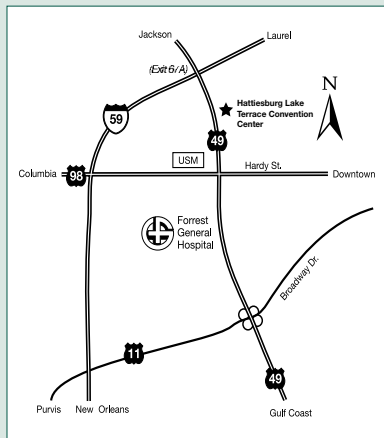 Jackson
Laurel
(Exit 67A)
N
Hattiesburg Lake
Terrace Convention
Center
59
49
USM
Hardy St.
Columbia
98
Downtown
Forrest
General
Hospital
Broadway Dr.
11
49
Purvis
New Orleans
Gulf Coast